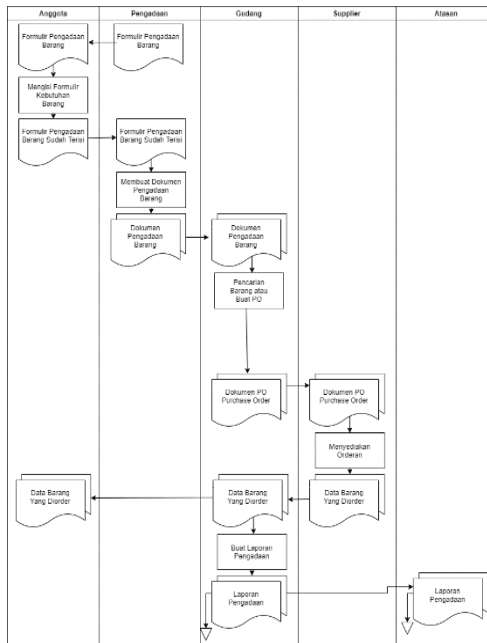 Anggota
Pengadaan
Gudang
Supplier
Atasan
Formulir Pengadaan
Barang
Formulir Pengadaan
Barang
Mengisi Formulir
Kebutuhan
Barang
Formulir Pengadaan
Barang Sudah Terisi
Formulir Pengadaan
Barang Sudah Terisi
Membuat Dokumen
Pengadaan
Barang
Dokumen
Pengadaan
Barang
Dokumen
Pengadaan
Barang
Pencarian
Barang atau
Buat PO
Dokumen PO
Purchase Order
Dokumen PO
Purchase Order
Menyediakan
Orderan
Data Barang
Yang Diorder
Data Barang
Yang Diorder
Data Barang
Yang Diorder
Buat Laporan
Pengadaan
Laporan
Pengadaan
Laporan
Pengadaan